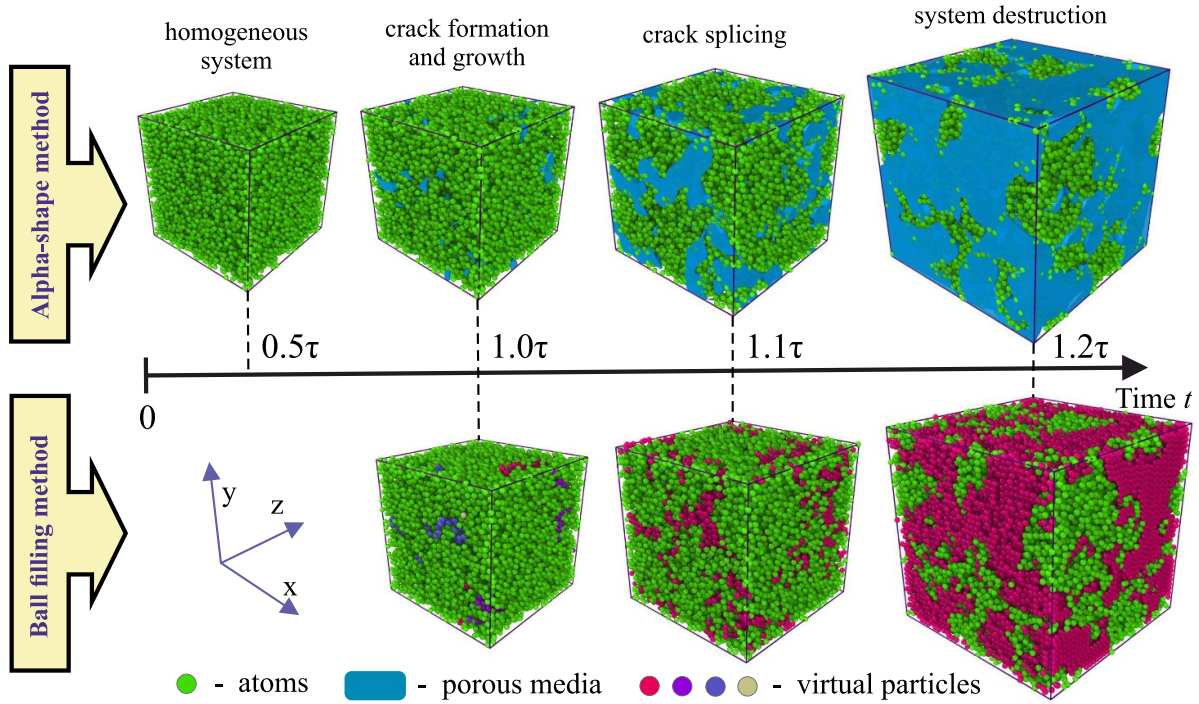 homogeneous
system
crack formation
and growth
crack splicing
system destruction
Alpha-shape method
0.5τ
1.0τ
1.1τ
1.2τ
0
Time t
Ball filling method
y
z
x
- atoms
- porous media
- virtual particles